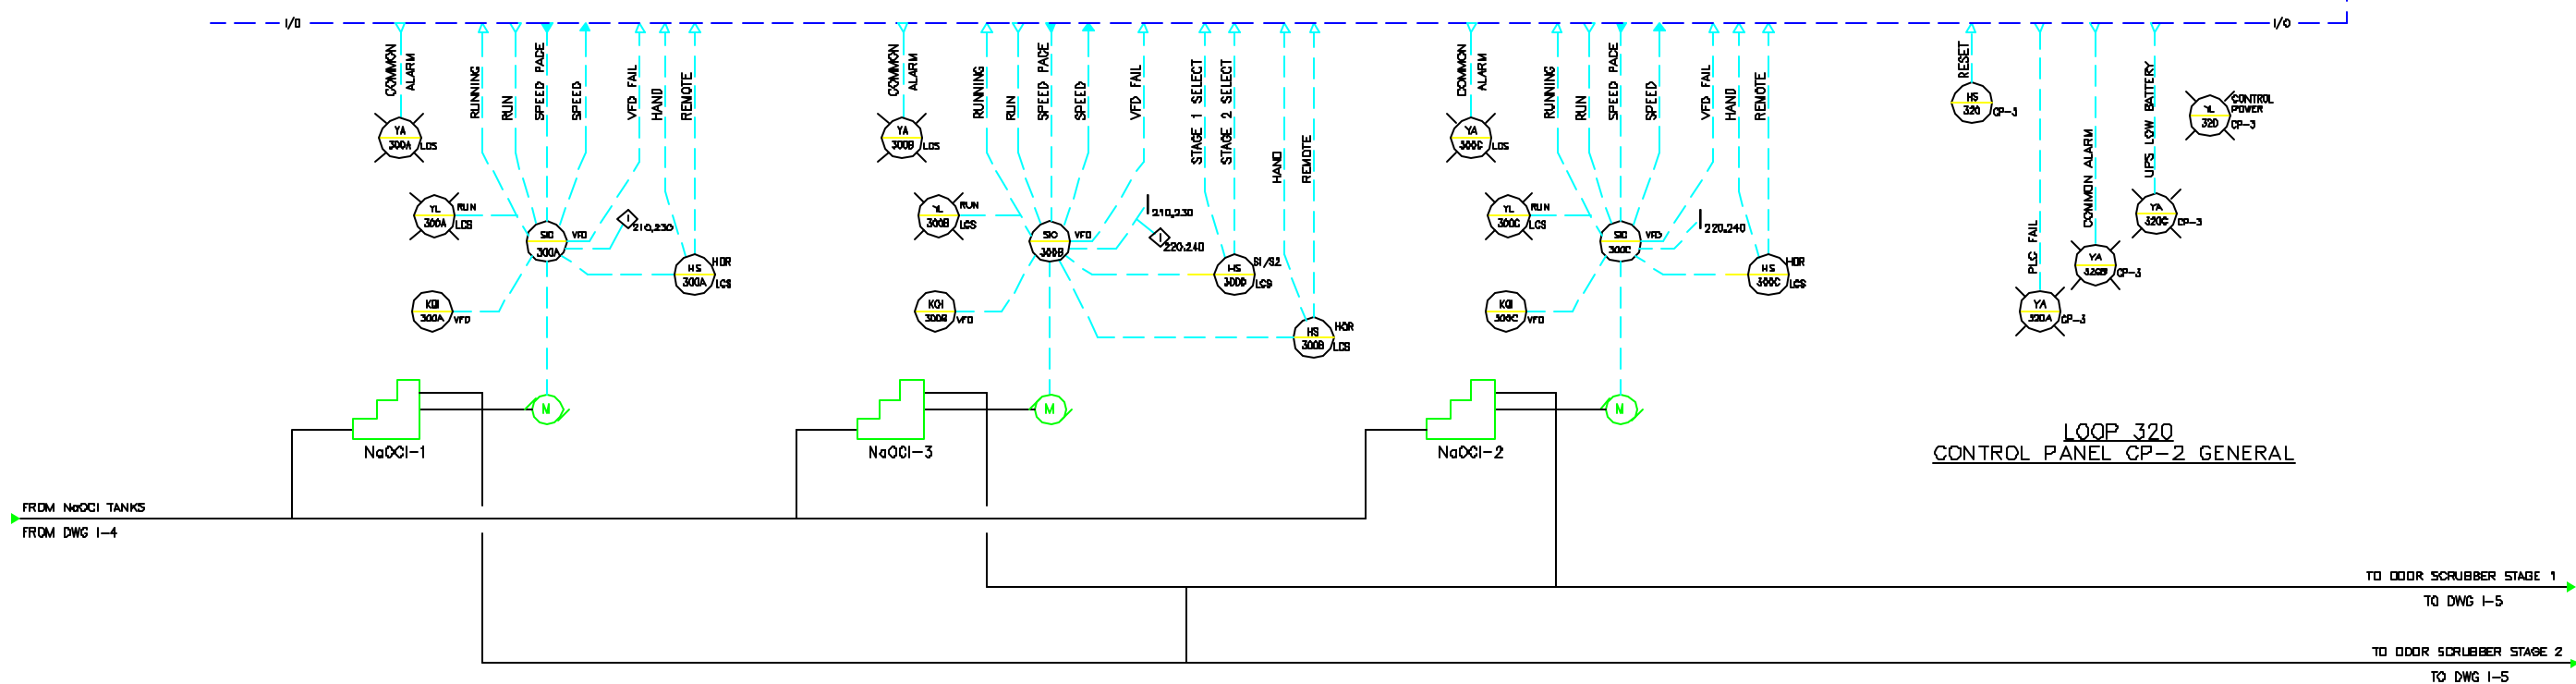 I/O
I/O
COMMON
ALARM
RUNNING
RUN
SPEED PACE
SPEED
VFD FAIL
HAND
REMOTE
COMMON
ALARM
RUNNING
RUN
SPEED PACE
SPEED
VFD FAIL
STAGE 1 SELECT
STAGE 2 SELECT
HAND
REMOTE
COMMON
ALARM
RUNNING
RUN
SPEED PACE
SPEED
VFD FAIL
HAND
REMOTE
RESET
PLC FAIL
COMMON ALARM
UPS LOW BATTERY
HS
320
CP-3
YL
320
CONTROL
POWER
CP-3
YA
300A
LCS
YA
300B
LCS
YA
300C
LCS
YL
300A
RUN
LCS
YL
300B
RUN
LCS
YL
300C
RUN
LCS
YA
320C
CP-3
YA
320B
CP-3
YA
320A
CP-3
300A
VFD
I
210,230
HS
300A
HOR
LCS
300B
VFD
210,230
I
220,240
HS
S1/S2
LCS
HS
300B
HOR
LCS
300C
VFD
220,240
HS
300C
HOR
LCS
KQI
300A
VFD
KQI
300B
VFD
KQI
300C
VFD
M
NaOCl-1
M
NaOCl-3
M
NaOCl-2
LOOP 320
CONTROL PANEL CP-2 GENERAL
FROM NaOCl TANKS
FROM DWG I-4
TO ODOR SCRUBBER STAGE 1
TO DWG I-5
TO ODOR SCRUBBER STAGE 2
TO DWG I-5